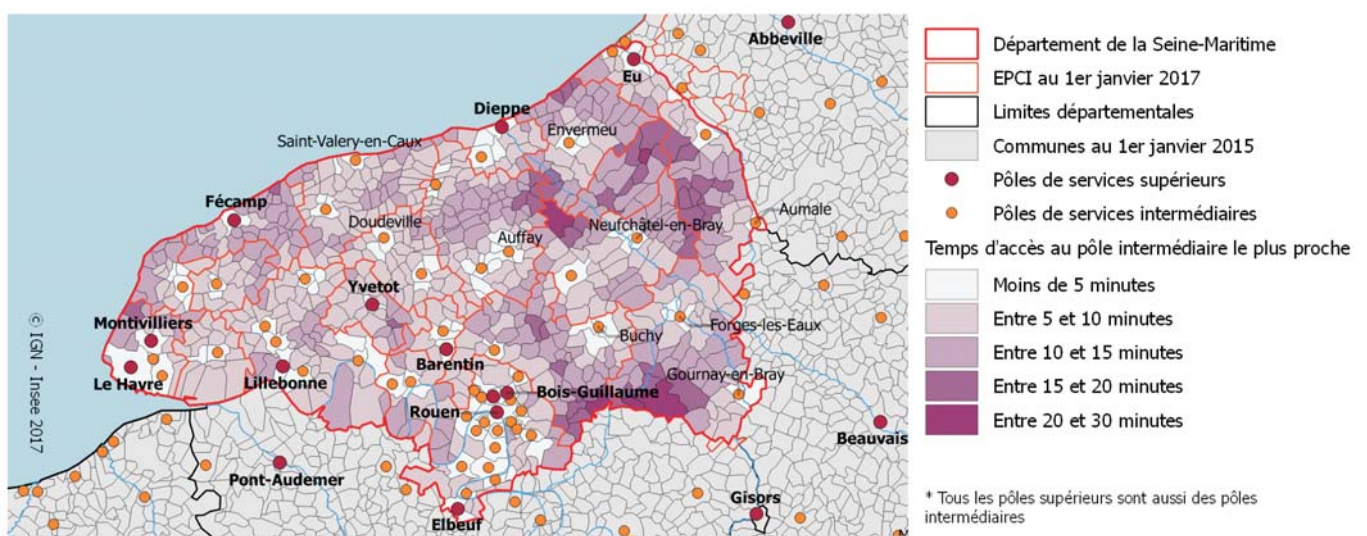 Abbeville
Eu
Dieppe
Envermeu
Saint-Valery-en-Caux
Fécamp
Doudeville
Neufchâtel-en-Bray
Aumale
Auffay
Yvetot
Montivilliers
Buchy
Forges-les-Eaux
Barentin
Le Havre
Lillebonne
Gournay-en-Bray
Bois-Guillaume
Rouen
Beauvais
Pont-Audemer
Gisors
Elbeuf
© IGN - Insee 2017
Département de la Seine-Maritime
EPCI au 1er janvier 2017
Limites départementales
Communes au 1er janvier 2015
Pôles de services supérieurs
Pôles de services intermédiaires
Temps d'accès au pôle intermédiaire le plus proche
Moins de 5 minutes
Entre 5 et 10 minutes
Entre 10 et 15 minutes
Entre 15 et 20 minutes
Entre 20 et 30 minutes
* Tous les pôles supérieurs sont aussi des pôles
intermédiaires